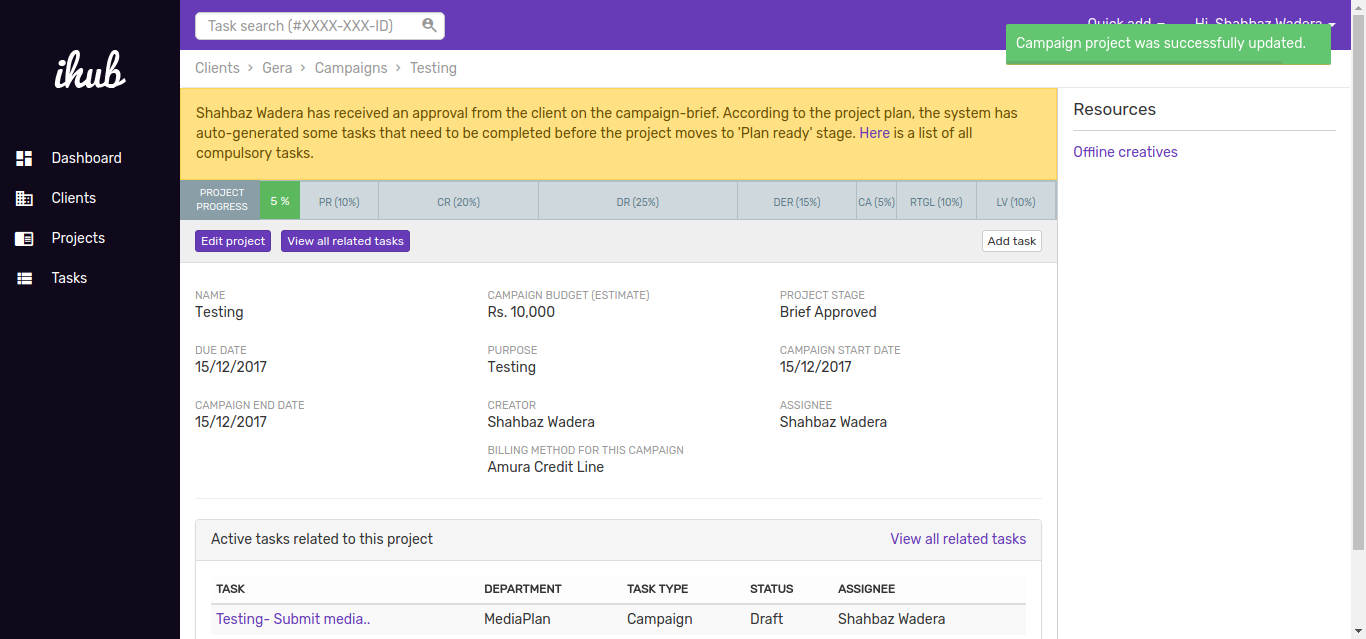 ihub
Dashboard
Clients
Projects
Tasks
Task search (#XXXX-XXX-ID)
Quick add
Hi, Shahbaz Wadera
Campaign project was successfully updated.
Clients › Gera › Campaigns › Testing
Shahbaz Wadera has received an approval from the client on the campaign-brief. According to the project plan, the system has
auto-generated some tasks that need to be completed before the project moves to 'Plan ready' stage. Here is a list of all
compulsory tasks.
PROJECT
PROGRESS
5 %
PR (10%)
CR (20%)
DR (25%)
DER (15%)
CA (5%)
RTGL (10%)
LV (10%)
Edit project
View all related tasks
Add task
NAME
Testing
CAMPAIGN BUDGET (ESTIMATE)
Rs. 10,000
PROJECT STAGE
Brief Approved
DUE DATE
15/12/2017
PURPOSE
Testing
CAMPAIGN START DATE
15/12/2017
CAMPAIGN END DATE
15/12/2017
CREATOR
Shahbaz Wadera
ASSIGNEE
Shahbaz Wadera
BILLING METHOD FOR THIS CAMPAIGN
Amura Credit Line
Active tasks related to this project
View all related tasks
TASK DEPARTMENT TASK TYPE STATUS ASSIGNEE
Testing- Submit media.. MediaPlan Campaign Draft Shahbaz Wadera
Resources
Offline creatives